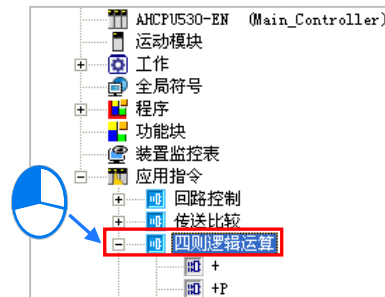 AHCPU530-EN (Main_Controller)
运动模块
工作
全局符号
程序
功能块
装置监控表
应用指令
回路控制
传送比较
四则逻辑运算
+
+P